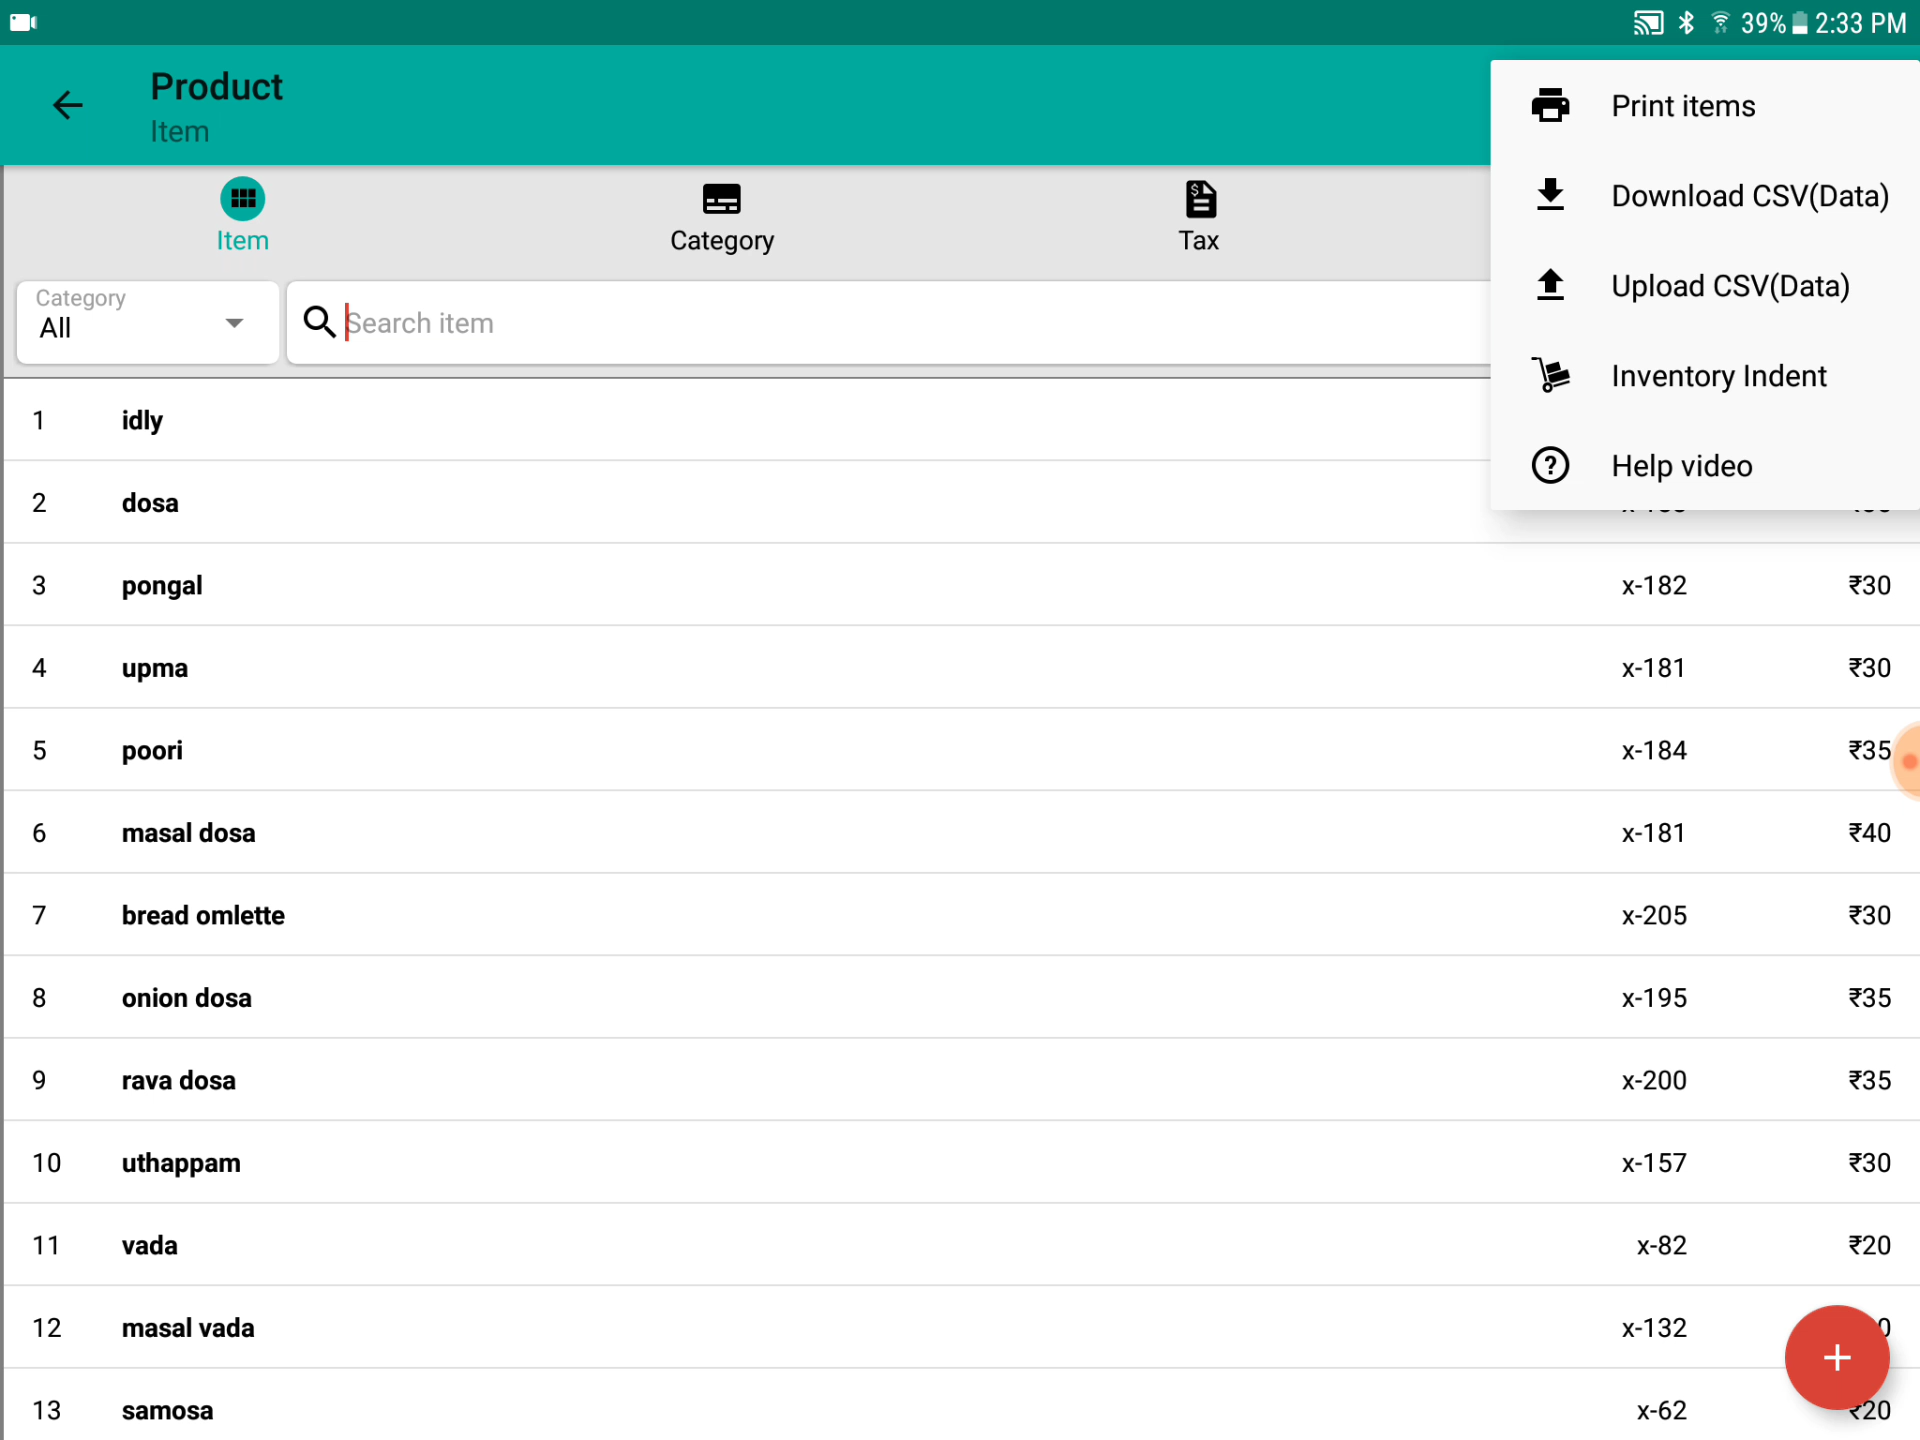 39% 2:33 PM
Product
Item
Print items
Download CSV(Data)
Upload CSV(Data)
Inventory Indent
Help video
Item Category Tax
Category
All
Search item
1 idly
2 dosa
3 pongal x-182 ₹30
4 upma x-181 ₹30
5 poori x-184 ₹35
6 masal dosa x-181 ₹40
7 bread omlette x-205 ₹30
8 onion dosa x-195 ₹35
9 rava dosa x-200 ₹35
10 uthappam x-157 ₹30
11 vada x-82 ₹20
12 masal vada x-132
13 samosa x-62 ₹20